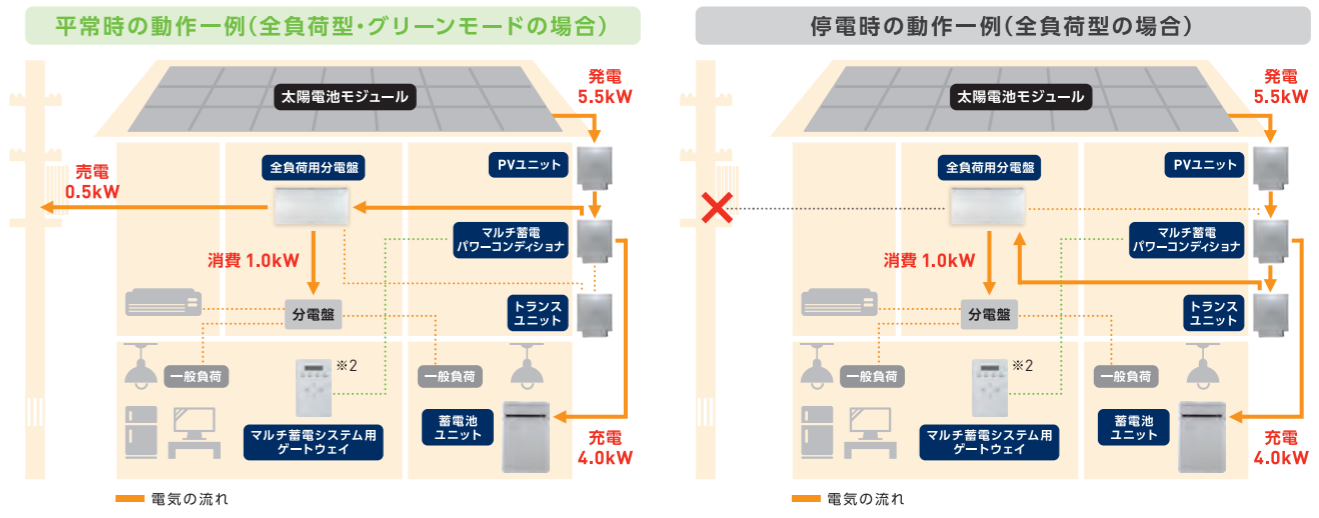 平常時の動作一例(全負荷型・グリーンモードの場合)
発電
5.5kW
太陽電池モジュール
全負荷用分電盤
PVユニット
売電
0.5kW
マルチ蓄電
パワーコンディショナ
消費 1.0kW
分電盤
トランス
ユニット
一般負荷
※2
一般負荷
蓄電池
ユニット
マルチ蓄電システム用
ゲートウェイ
充電
4.0kW
電気の流れ
停電時の動作一例(全負荷型の場合)
発電
5.5kW
太陽電池モジュール
全負荷用分電盤
PVユニット
マルチ蓄電
パワーコンディショナ
消費 1.0kW
分電盤
トランス
ユニット
一般負荷
※2
一般負荷
蓄電池
ユニット
マルチ蓄電システム用
ゲートウェイ
充電
4.0kW
電気の流れ